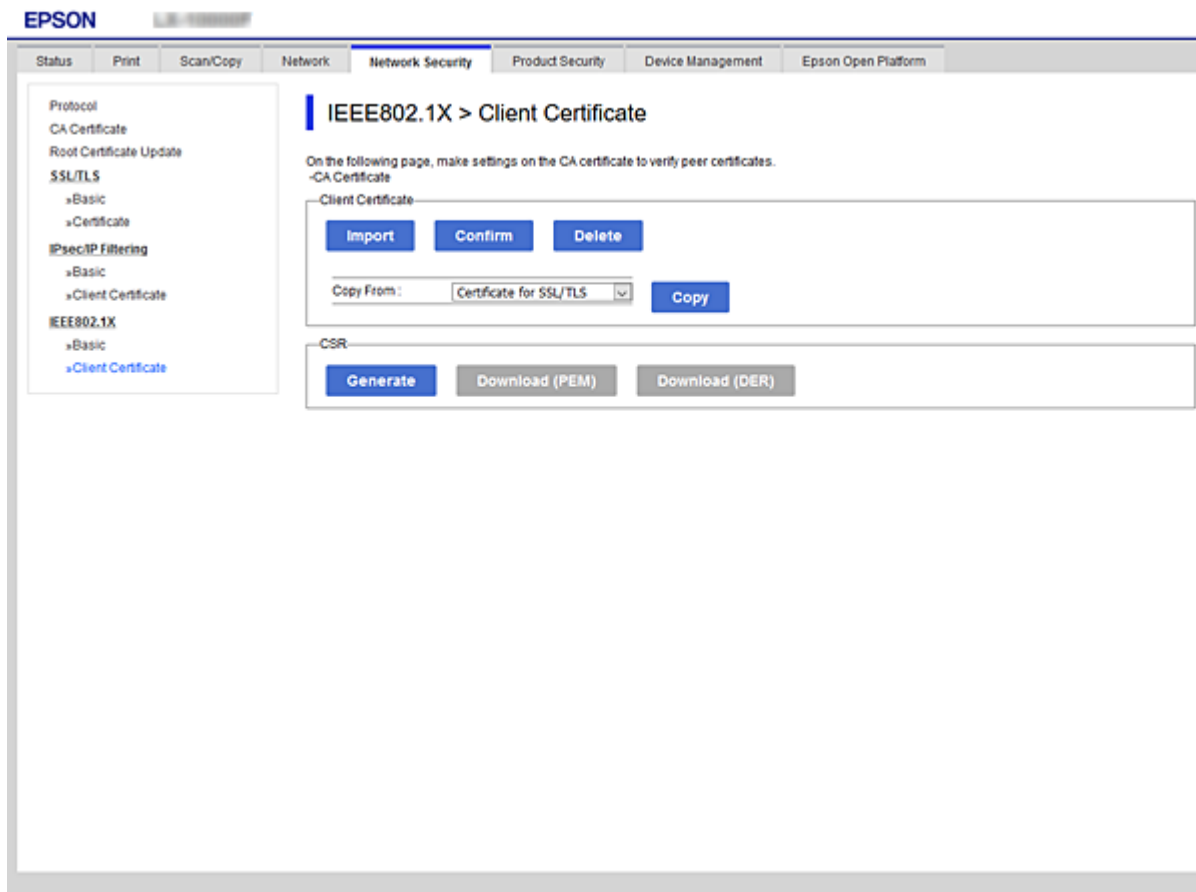 EPSON
Status Print Scan/Copy Network Network Security Product Security Device Management Epson Open Platform
Protocol
CA Certificate
Root Certificate Update
SSL/TLS
»Basic
»Certificate
IPsec/IP Filtering
»Basic
»Client Certificate
IEEE802.1X
»Basic
»Client Certificate
IEEE802.1X > Client Certificate
On the following page, make settings on the CA certificate to verify peer certificates.
-CA Certificate
Client Certificate
Import Confirm Delete
Copy From : Certificate for SSL/TLS Copy
CSR
Generate Download (PEM) Download (DER)